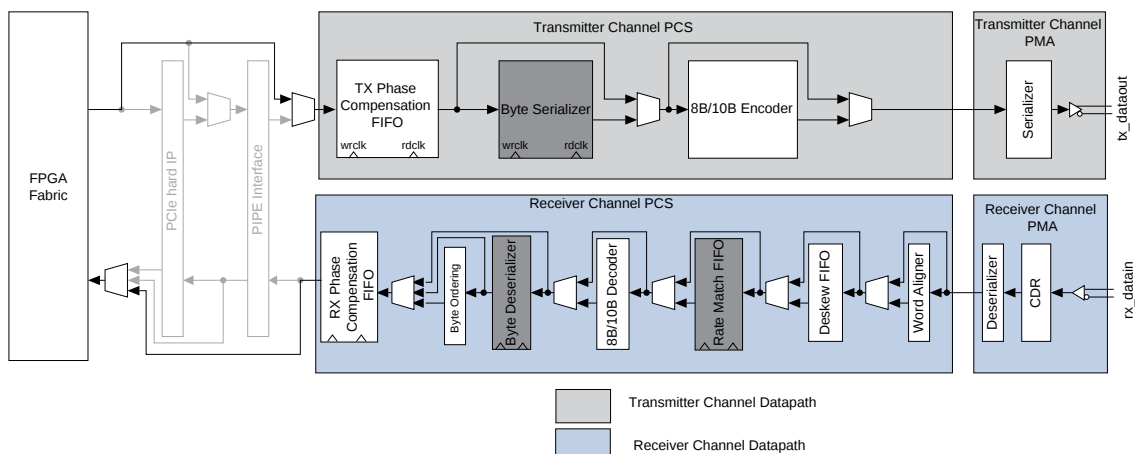 Transmitter Channel PCS
Transmitter Channel
PMA
TX Phase
Compensation
FIFO
wrclk
rdclk
Byte Serializer
wrclk
rdclk
8B/10B Encoder
Serializer
tx_dataout
FPGA
Fabric
PCIe hard IP
PIPE Interface
Receiver Channel PCS
Receiver Channel
PMA
RX Phase
Compensation
FIFO
Byte Ordering
Byte Deserializer
8B/10B Decoder
Rate Match FIFO
Deskew FIFO
Word Aligner
Deserializer
CDR
rx_datain
Transmitter Channel Datapath
Receiver Channel Datapath